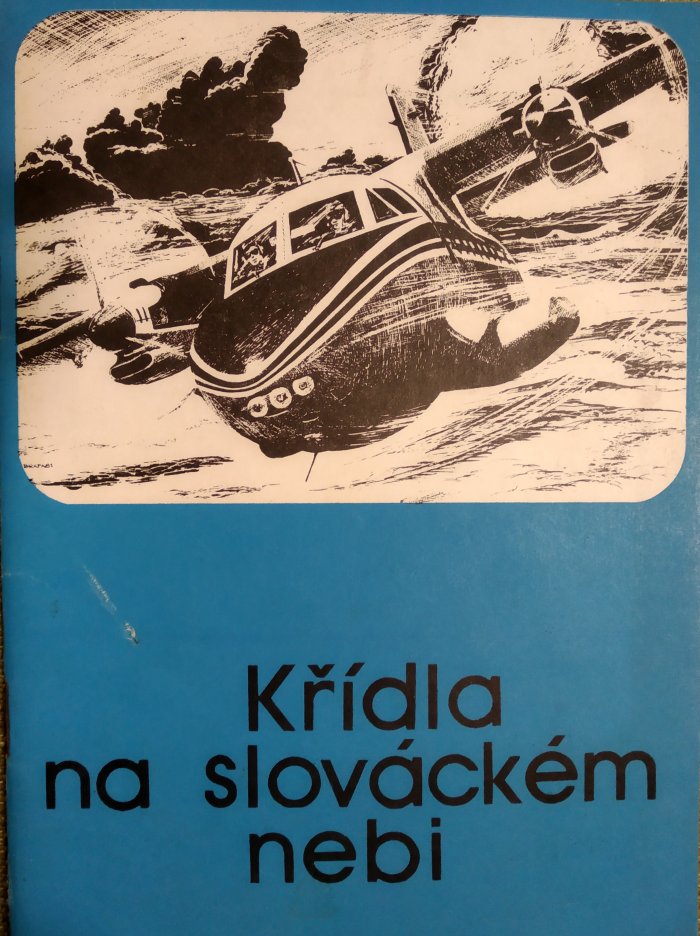 Křídla
na slováckém
nebi